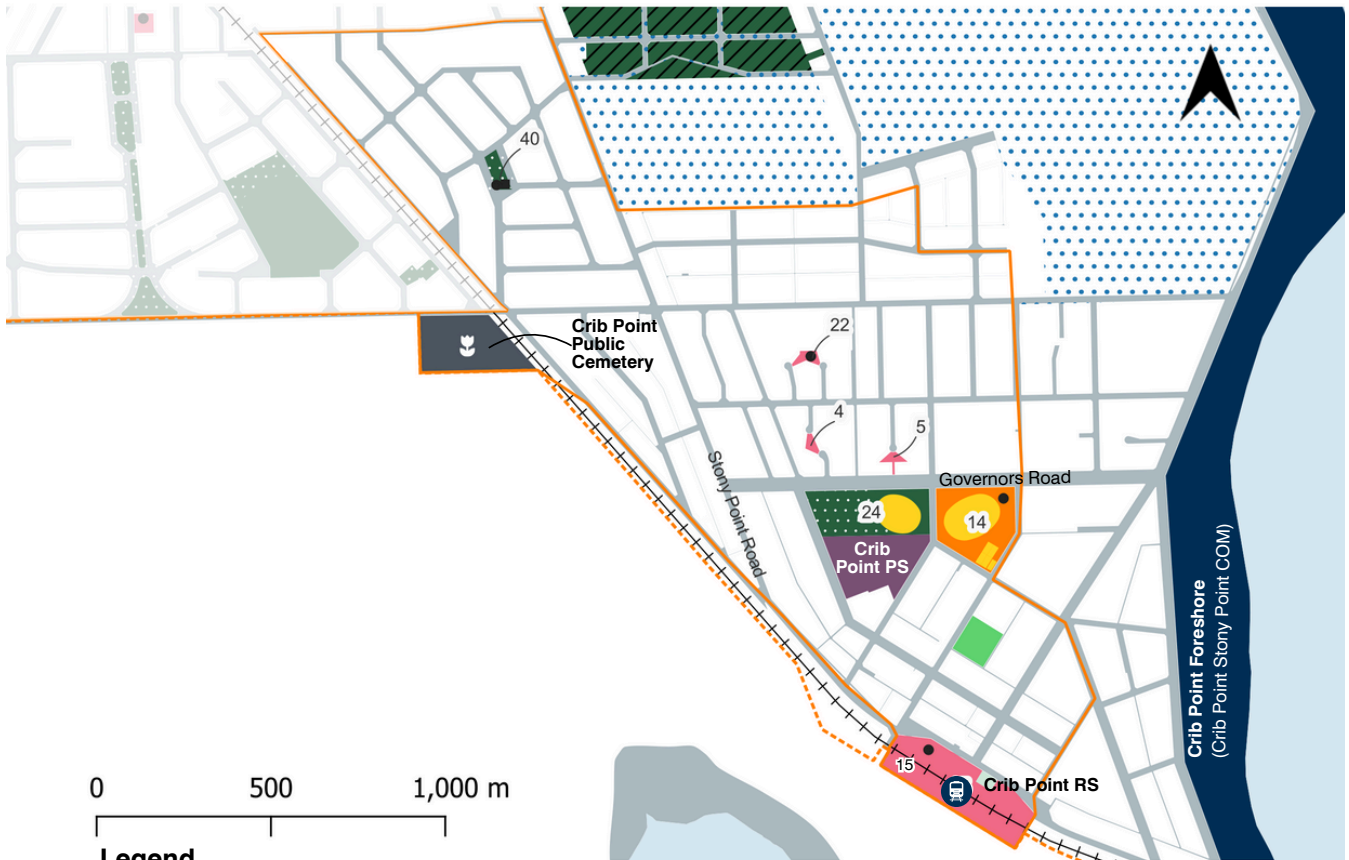 40
Crib Point
Public
Cemetery
22
4
5
Stony Point Road
Governors Road
24
14
Crib
Point PS
Crib Point Foreshore
(Crib Point Stony Point COM)
15
Crib Point RS
0 500 1,000 m
Legend